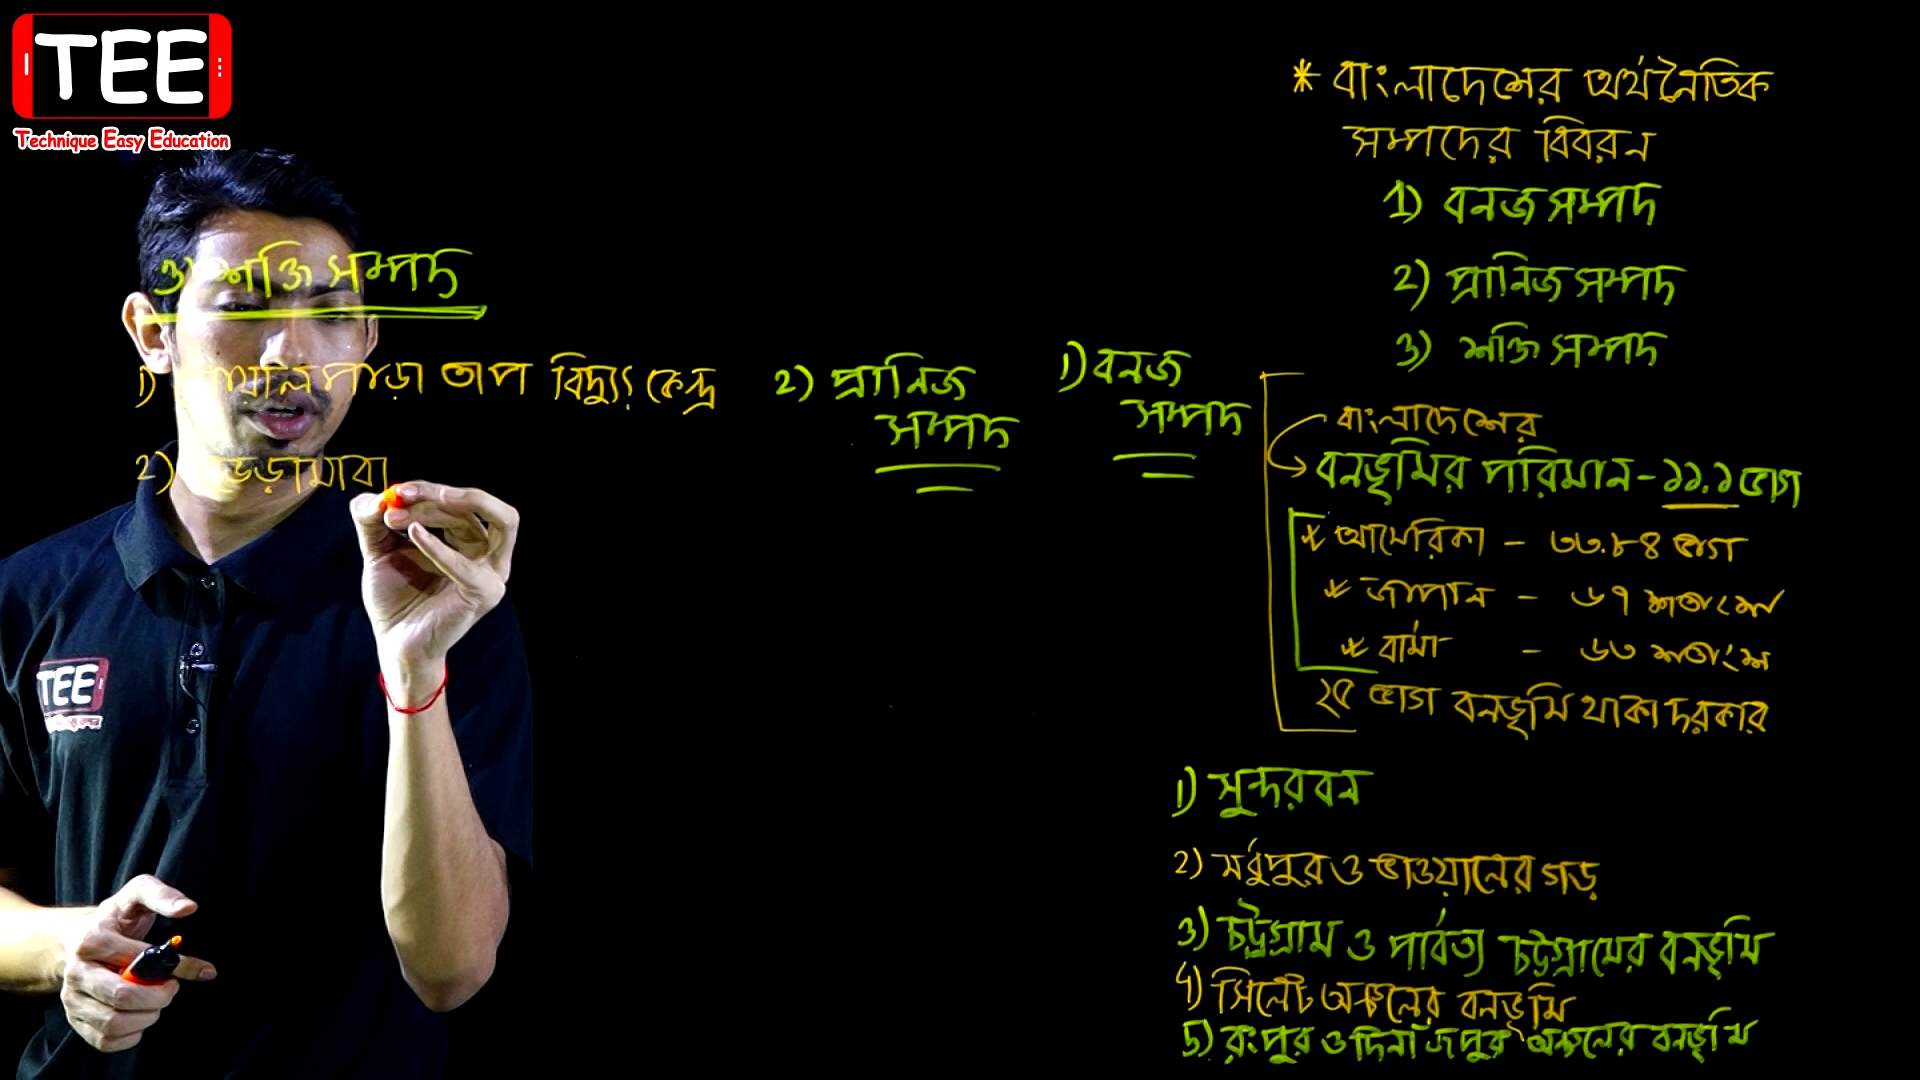 TEE
Technique Easy Education
* বাংলাদেশের অর্থনৈতিক
সম্পদের বিবরন
1) বনজ সম্পদ
2) প্রানিজ সম্পদ
3) শক্তি সম্পদ
3) শক্তি সম্পদ
1) পাড়া তাপ বিদ্যুৎ কেন্দ্র
2)
2) প্রানিজ
সম্পদ
1) বনজ
সম্পদ
বাংলাদেশের
বনভূমির পরিমান - ১১.১ ভাগ
* আমেরিকা - ৩৩.৮৪ ভাগ
* জাপান - ৬৭ শতাংশ
* বার্মা - ৬৩ শতাংশ
২৫ ভাগ বনভূমি থাকা দরকার
1) সুন্দরবন
2) মধুপুর ও ভাওয়ালের গড়
3) চট্টগ্রাম ও পার্বত্য চট্টগ্রামের বনভূমি
4) সিলেট অঞ্চলের বনভূমি
5) রংপুর ও দিনাজপুর অঞ্চলের বনভূমি
TEE